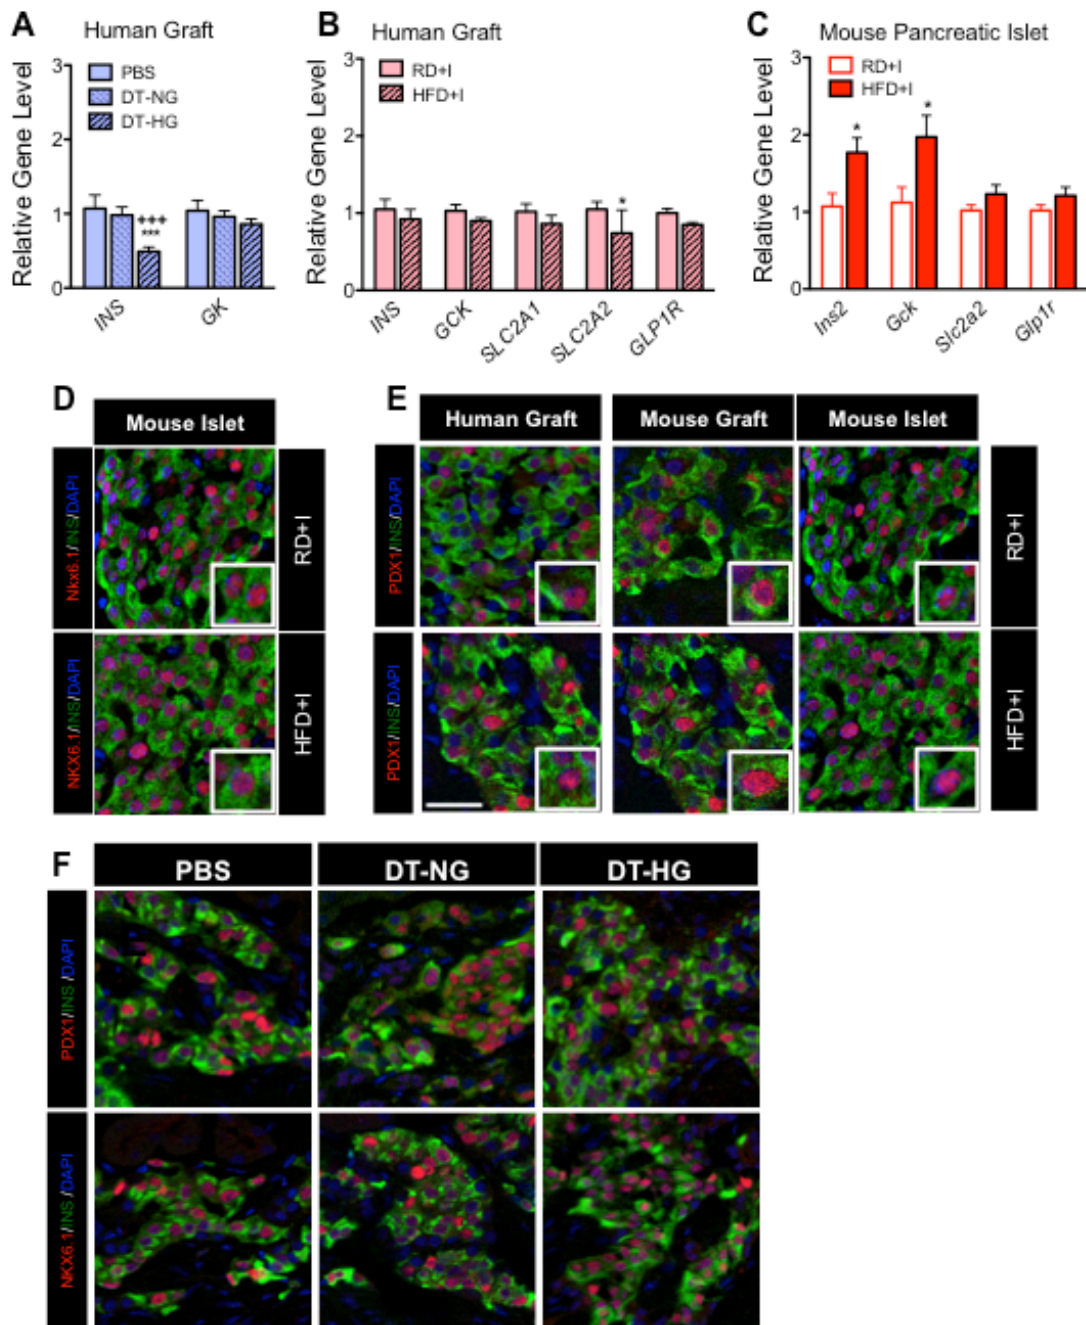 A Human Graft
Relative Gene Level
3
2
1
0
PBS
DT-NG
DT-HG
+++
***
INS
GK
B Human Graft
Relative Gene Level
3
2
1
0
RD+I
HFD+I
*
INS
GCK
SLC2A1
SLC2A2
GLP1R
C Mouse Pancreatic Islet
Relative Gene Level
3
2
1
0
RD+I
HFD+I
*
*
Ins2
Gck
Slc2a2
Glp1r
D
Mouse Islet
Nkx6.1/INS/DAPI
RD+I
NKX6.1/INS/DAPI
HFD+I
E
Human Graft
Mouse Graft
Mouse Islet
PDX1/INS/DAPI
RD+I
PDX1/INS/DAPI
HFD+I
F
PBS
DT-NG
DT-HG
PDX1/INS /DAPI
NKX6.1/INS /DAPI